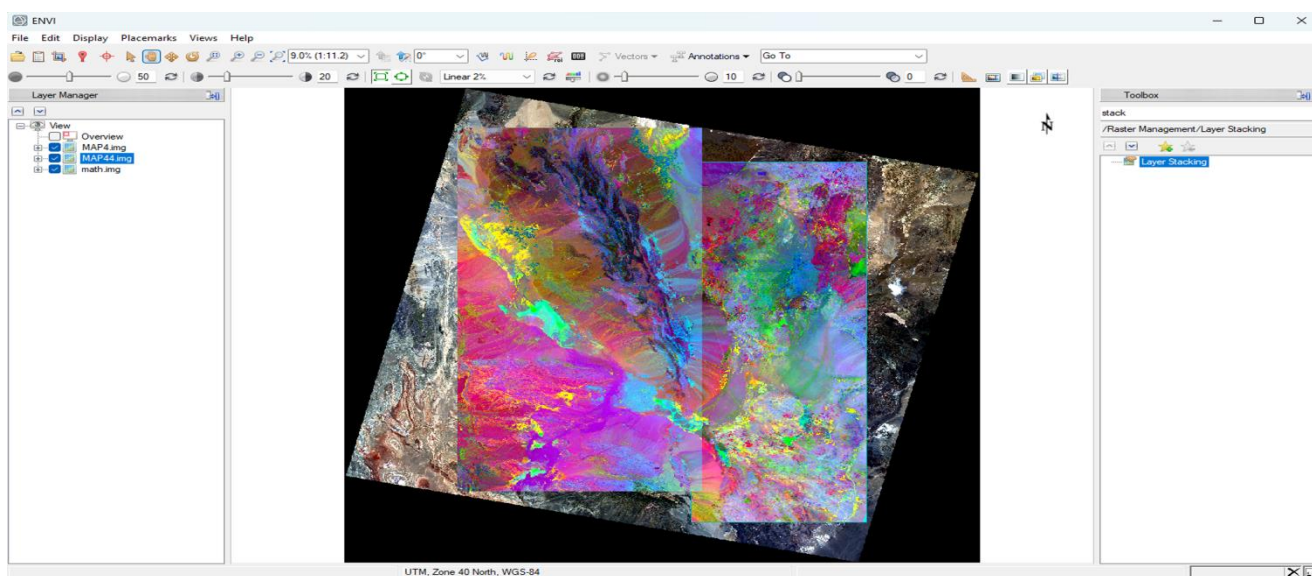 ENVI
File Edit Display Placemarks Views Help
9.0% (1:11.2) 0° Vectors Annotations Go To
50 20 Linear 2% 10 0
Layer Manager
View
Overview
MAP4.img
MAP44.img
math.img
N
Toolbox
stack
/Raster Management/Layer Stacking
Layer Stacking
UTM, Zone 40 North, WGS-84